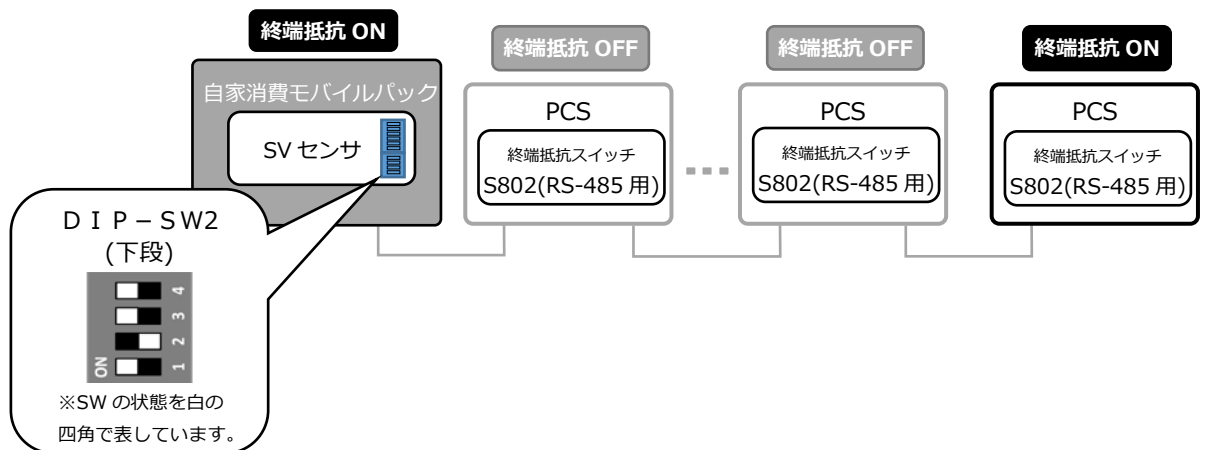 終端抵抗 ON
終端抵抗 OFF
終端抵抗 OFF
終端抵抗 ON
自家消費モバイルパック
SV センサ
PCS
終端抵抗スイッチ
S802(RS-485 用)
PCS
終端抵抗スイッチ
S802(RS-485 用)
PCS
終端抵抗スイッチ
S802(RS-485 用)
ＤＩＰ－ＳＷ2
(下段)
4
3
2
1
ON
※SW の状態を白の
四角で表しています。